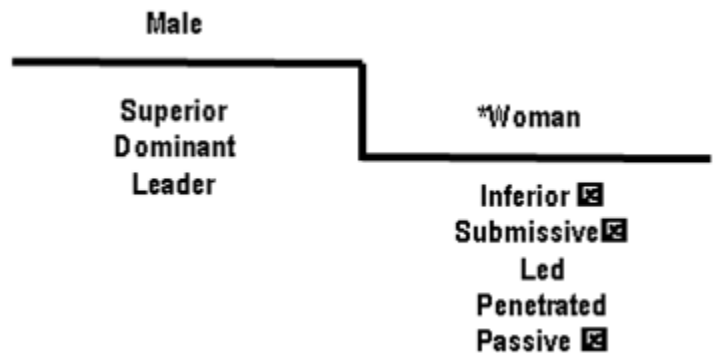 Male
Superior
Dominant
Leader
*Woman
Inferior
Submissive
Led
Penetrated
Passive